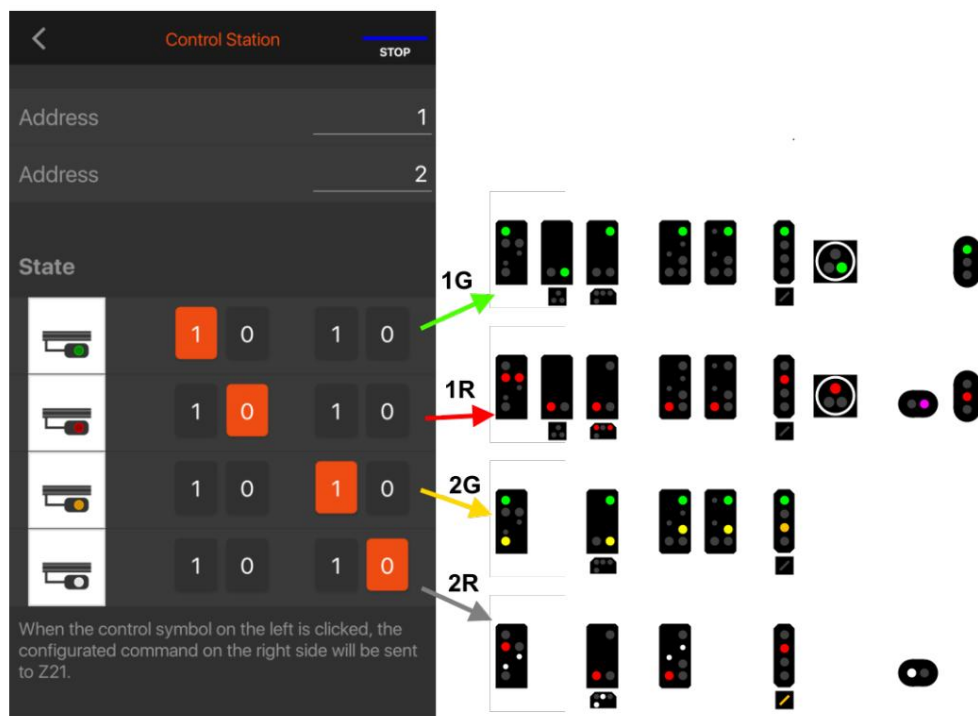 Control Station
STOP
Address 1
Address 2
State
1 0 1 0 1G
1 0 1 0 1R
1 0 1 0 2G
1 0 1 0 2R
When the control symbol on the left is clicked, the
configurated command on the right side will be sent
to Z21.